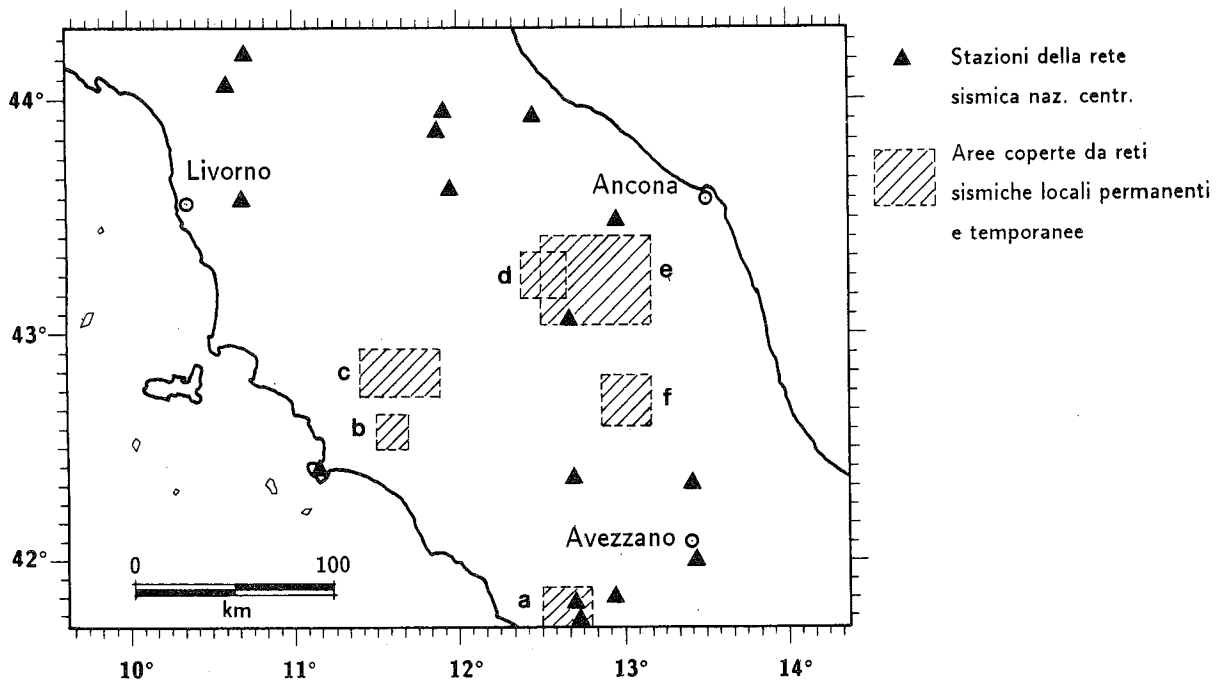 44°
43°
42°
10°
11°
12°
13°
14°
Livorno
Ancona
Avezzano
d
e
c
b
f
a
0 100
km
Stazioni della rete
sismica naz. centr.
Aree coperte da reti
sismiche locali permanenti
e temporanee